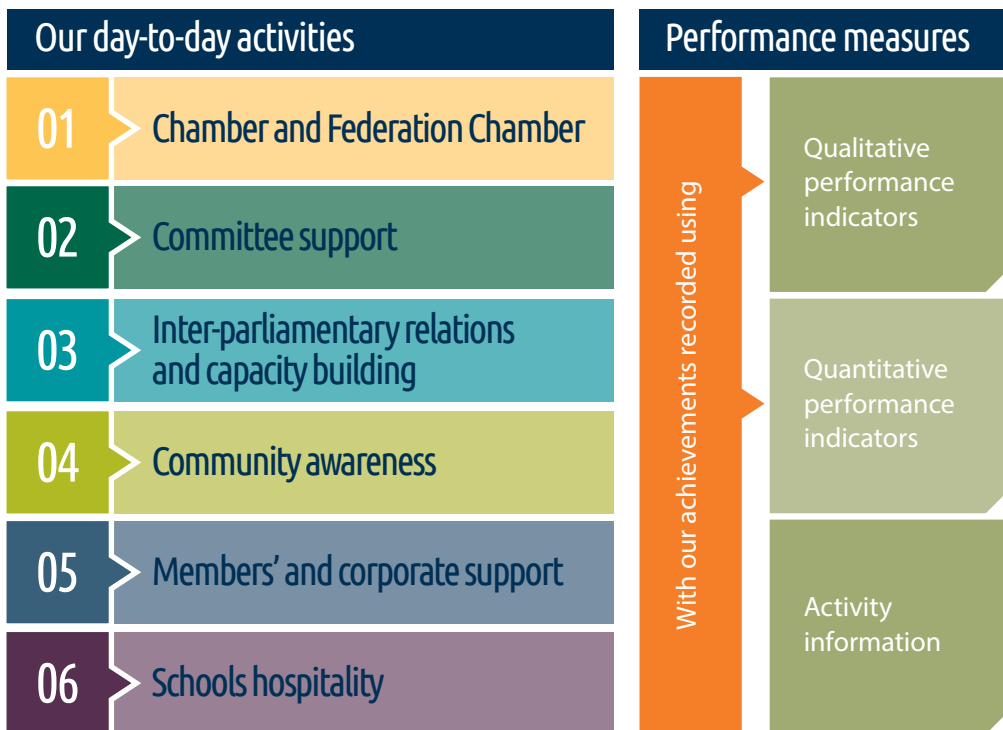 Our day-to-day activities
01
Chamber and Federation Chamber
02
Committee support
03
Inter-parliamentary relations
and capacity building
04
Community awareness
05
Members’ and corporate support
06
Schools hospitality
Performance measures
With our achievements recorded using
Qualitative
performance
indicators
Quantitative
performance
indicators
Activity
information